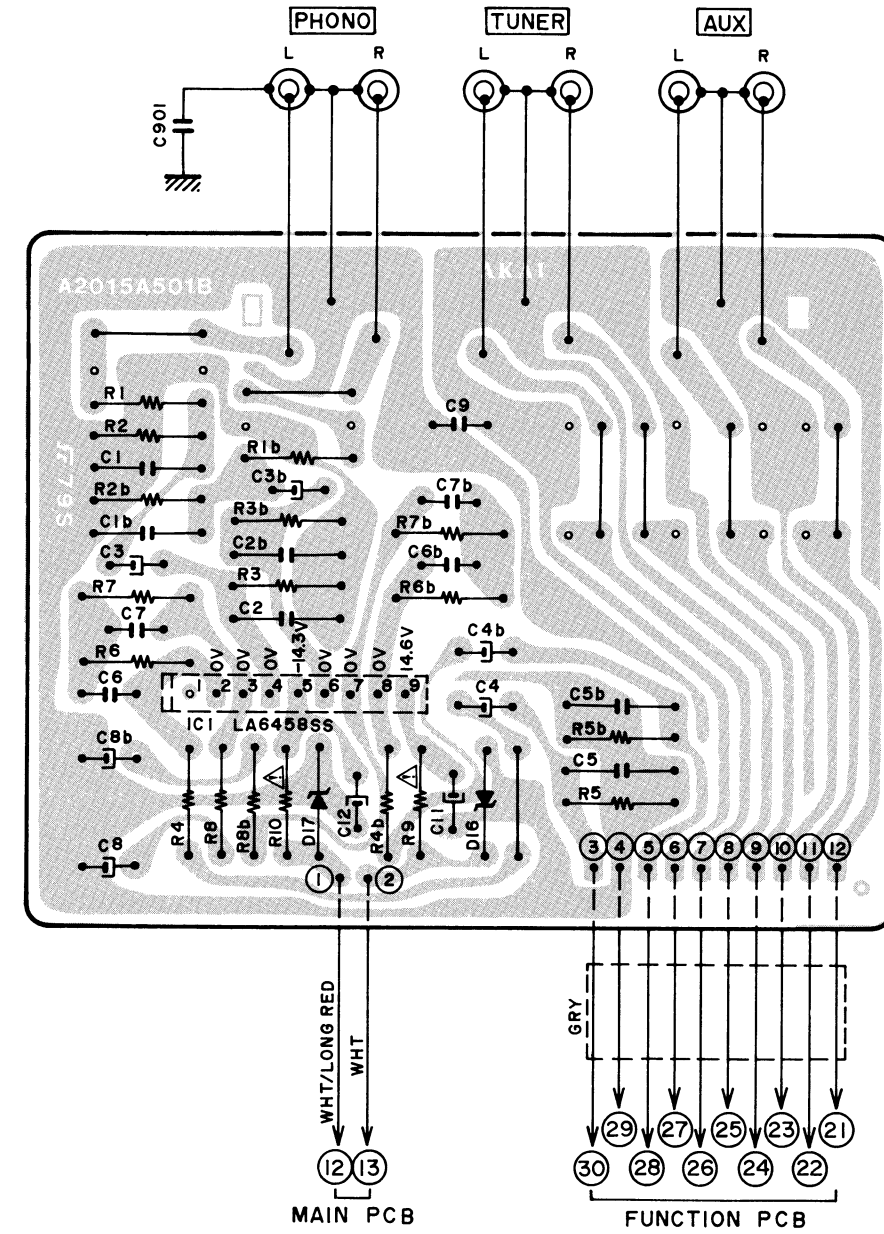 PHONO TUNER AUX
L R L R L R
C901
A2015A501B AKAI
R1
R2
C1
R2b
C1b
C3
R7
C7
R6
C6
C8b
C8
R1b
C3b
R3b
C2b
R3
C2
C9
C7b
R7b
C6b
R6b
C4b
C4
C5b
R5b
C5
R5
0V 0V 0V -14.3V 0V 0V 0V 14.6V
1 2 3 4 5 6 7 8 9
IC1 LA6458SS
R4 R8 R8b R10 D17 C12 R4b R9 C11 D16
1 2
3 4 5 6 7 8 9 10 11 12
WHT/LONG RED
WHT
GRY
12 13
MAIN PCB
29 27 25 23 21
30 28 26 24 22
FUNCTION PCB